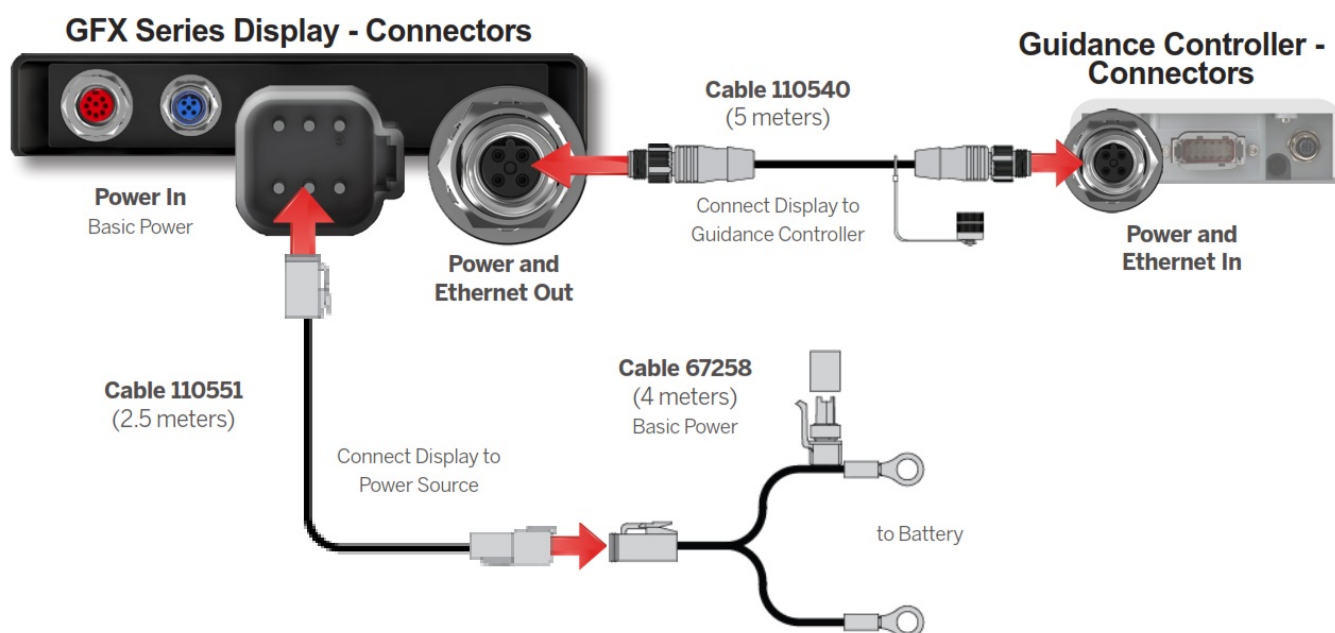 GFX Series Display - Connectors
Guidance Controller -
Connectors
Cable 110540
(5 meters)
Power In
Basic Power
Connect Display to
Guidance Controller
Power and
Ethernet Out
Power and
Ethernet In
Cable 110551
(2.5 meters)
Cable 67258
(4 meters)
Basic Power
Connect Display to
Power Source
to Battery